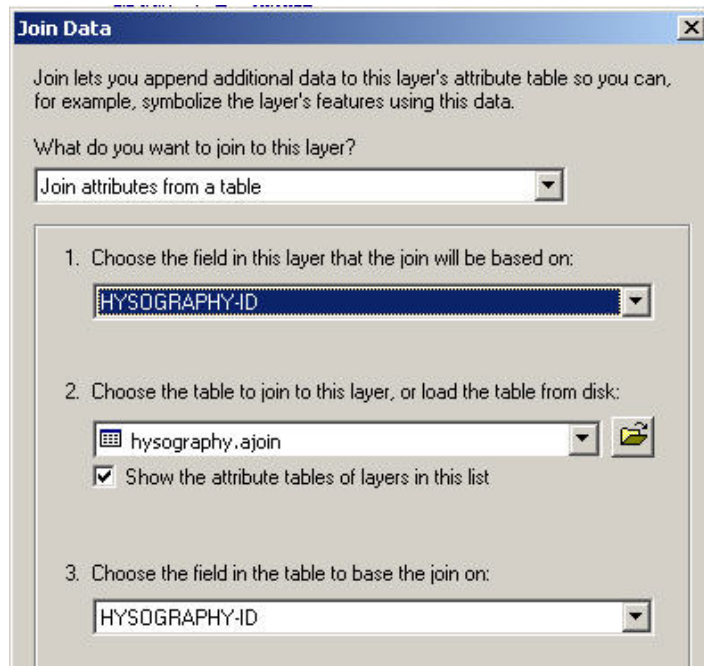 Join Data
Join lets you append additional data to this layer's attribute table so you can,
for example, symbolize the layer's features using this data.
What do you want to join to this layer?
Join attributes from a table
1. Choose the field in this layer that the join will be based on:
HYSOGRAPHY-ID
2. Choose the table to join to this layer, or load the table from disk:
hysography.ajoin
Show the attribute tables of layers in this list
3. Choose the field in the table to base the join on:
HYSOGRAPHY-ID